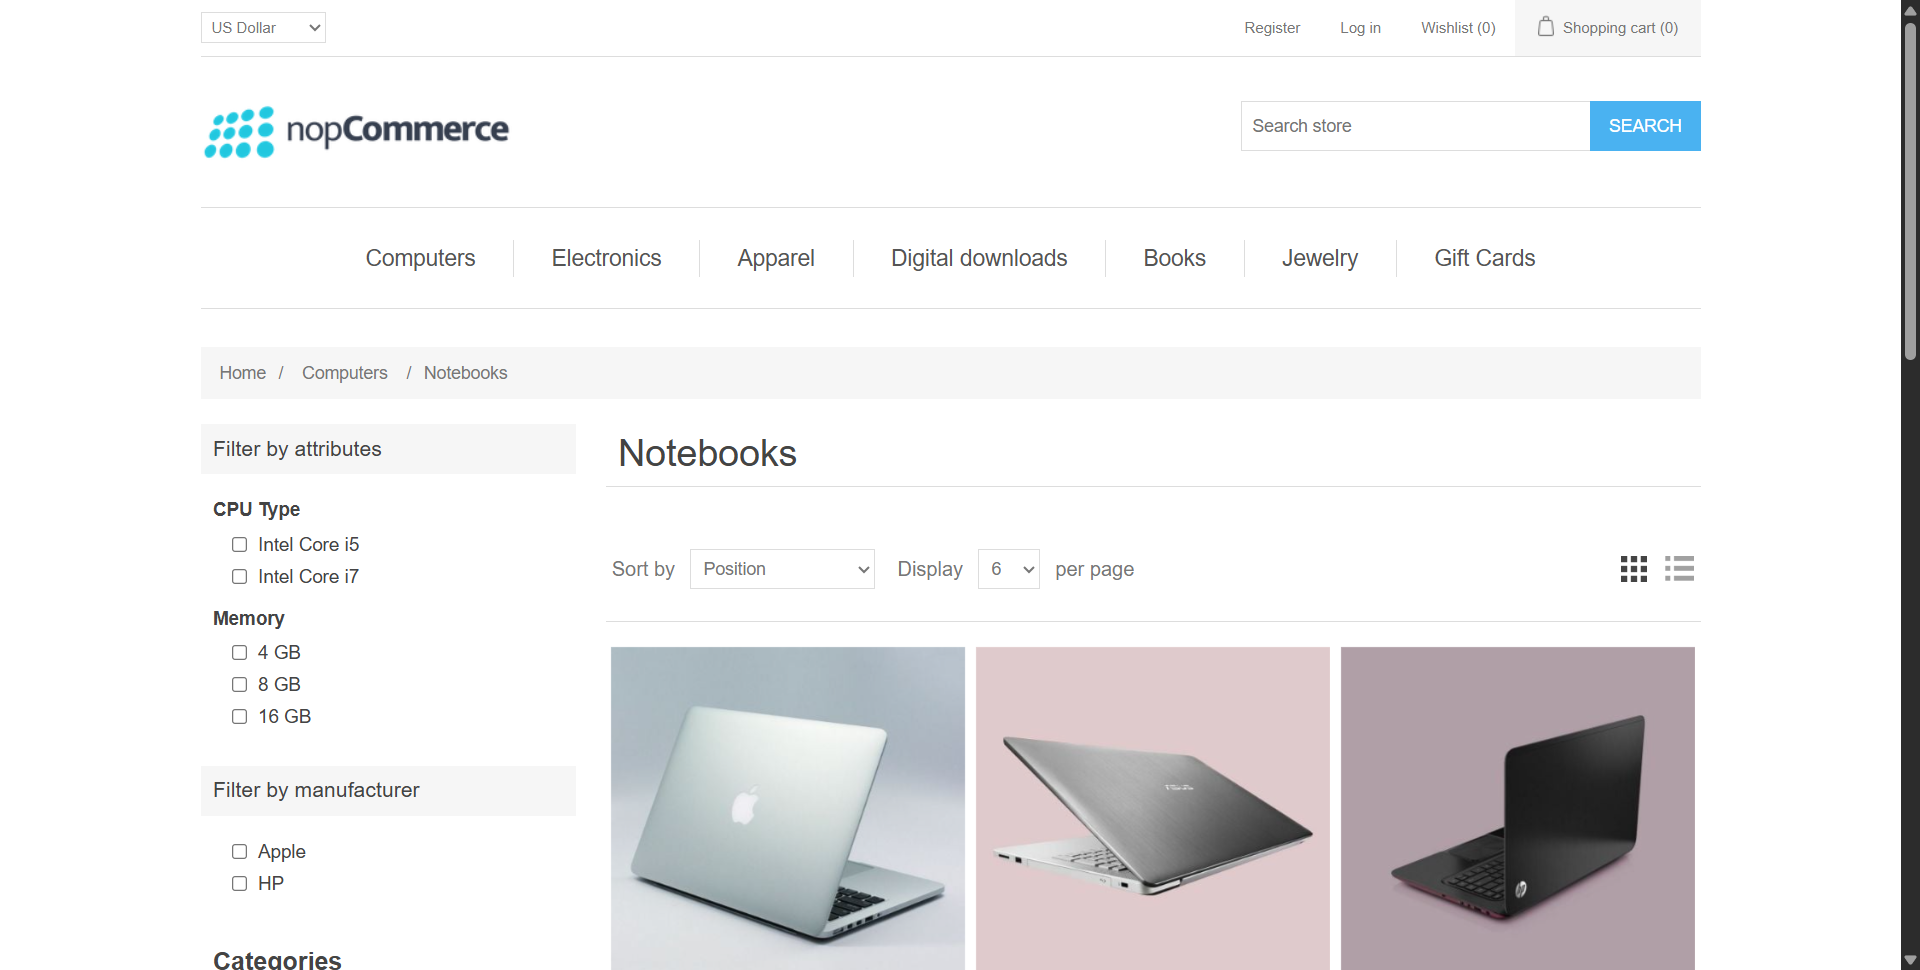 US Dollar
Register
Log in
Wishlist (0)
Shopping cart (0)
nopCommerce
Search store
SEARCH
Computers
Electronics
Apparel
Digital downloads
Books
Jewelry
Gift Cards
Home / Computers / Notebooks
Filter by attributes
CPU Type
Intel Core i5
Intel Core i7
Memory
4 GB
8 GB
16 GB
Filter by manufacturer
Apple
HP
Categories
Notebooks
Sort by Position Display 6 per page
hp